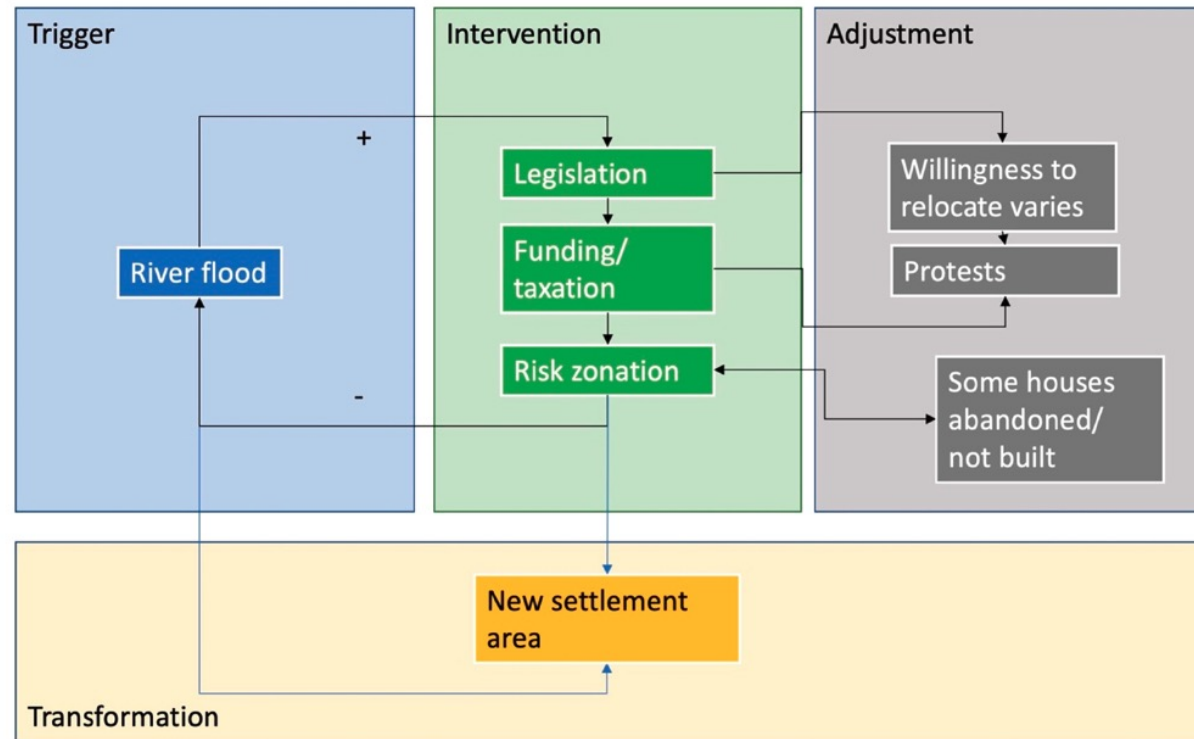 Trigger
Intervention
Adjustment
+
Legislation
Willingness to
relocate varies
River flood
Funding/
taxation
Protests
Risk zonation
-
Some houses
abandoned/
not built
New settlement
area
Transformation